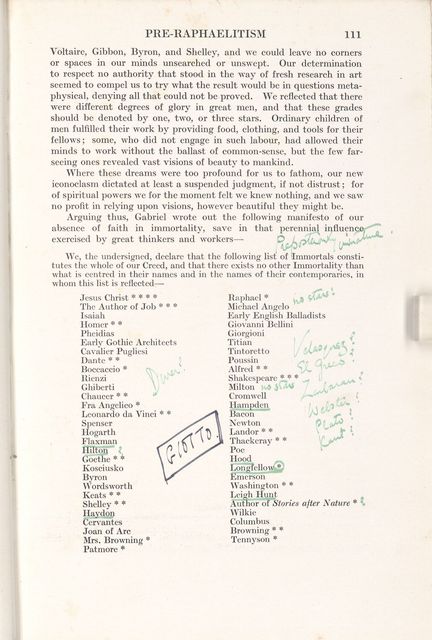 PRE-RAPHAELITISM 111
Voltaire, Gibbon, Byron, and Shelley, and we could leave no corners
or spaces in our minds unsearched or unswept. Our determination
to respect no authority that stood in the way of fresh research in art
seemed to compel us to try what the result would be in questions meta-
physical, denying all that could not be proved. We reflected that there
were different degrees of glory in great men, and that these grades
should be denoted by one, two, or three stars. Ordinary children of
men fulfilled their work by providing food, clothing, and tools for their
fellows; some, who did not engage in such labour, had allowed their
minds to work without the ballast of common-sense, but the few far-
seeing ones revealed vast visions of beauty to mankind.
Where these dreams were too profound for us to fathom, our new
iconoclasm dictated at least a suspended judgment, if not distrust; for
of spiritual powers we for the moment felt we knew nothing, and we saw
no profit in relying upon visions, however beautiful they might be.
Arguing thus, Gabriel wrote out the following manifesto of our
absence of faith in immortality, save in that perennial influence
exercised by great thinkers and workers—
We, the undersigned, declare that the following list of Immortals consti-
tutes the whole of our Creed, and that there exists no other Immortality than
what is centred in their names and in the names of their contemporaries, in
whom this list is reflected—
Jesus Christ * * * *
The Author of Job * * *
Isaiah
Homer * *
Pheidias
Early Gothic Architects
Cavalier Pugliesi
Dante * *
Boccaccio *
Rienzi
Ghiberti
Chaucer * *
Fra Angelico *
Leonardo da Vinci * *
Spenser
Hogarth
Flaxman
Hilton ?
Goethe * *
Kosciusko
Byron
Wordsworth
Keats * *
Shelley * *
Haydon
Cervantes
Joan of Arc
Mrs. Browning *
Patmore *
GIOTTO
Raphael * no stars!
Michael Angelo
Early English Balladists
Giovanni Bellini
Giorgioni
Titian
Tintoretto
Poussin
Alfred * *
Shakespeare * * *
Milton no stars
Cromwell
Hampden
Bacon
Newton
Landor * *
Thackeray * *
Poe
Hood
Longfellow *
Emerson
Washington * *
Leigh Hunt
Author of Stories after Nature * ?
Wilkie
Columbus
Browning * *
Tennyson *
Velasquez?
El Greco?
Zurbaran?
Webster?
Plato?
Kant?